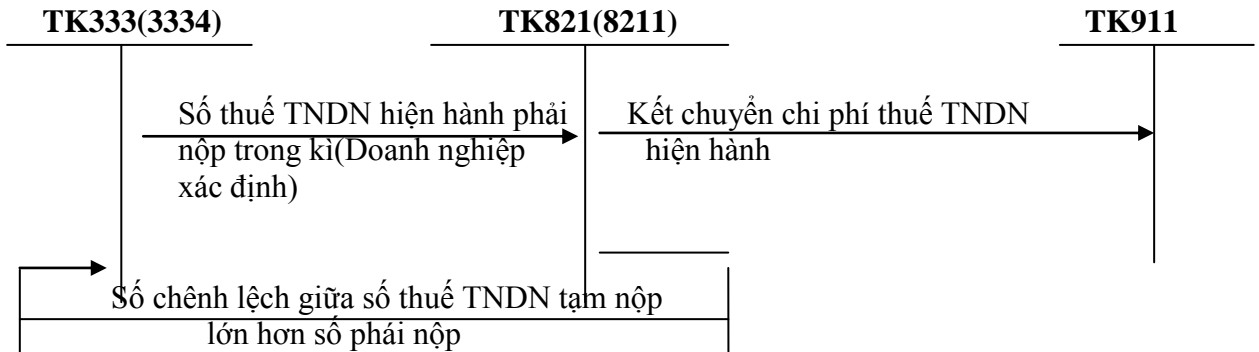 TK333(3334) TK821(8211) TK911
Số thuế TNDN hiện hành phải
nộp trong kì(Doanh nghiệp
xác định)
Kết chuyển chi phí thuế TNDN
hiện hành
Số chênh lệch giữa số thuế TNDN tạm nộp
lớn hơn số phái nộp